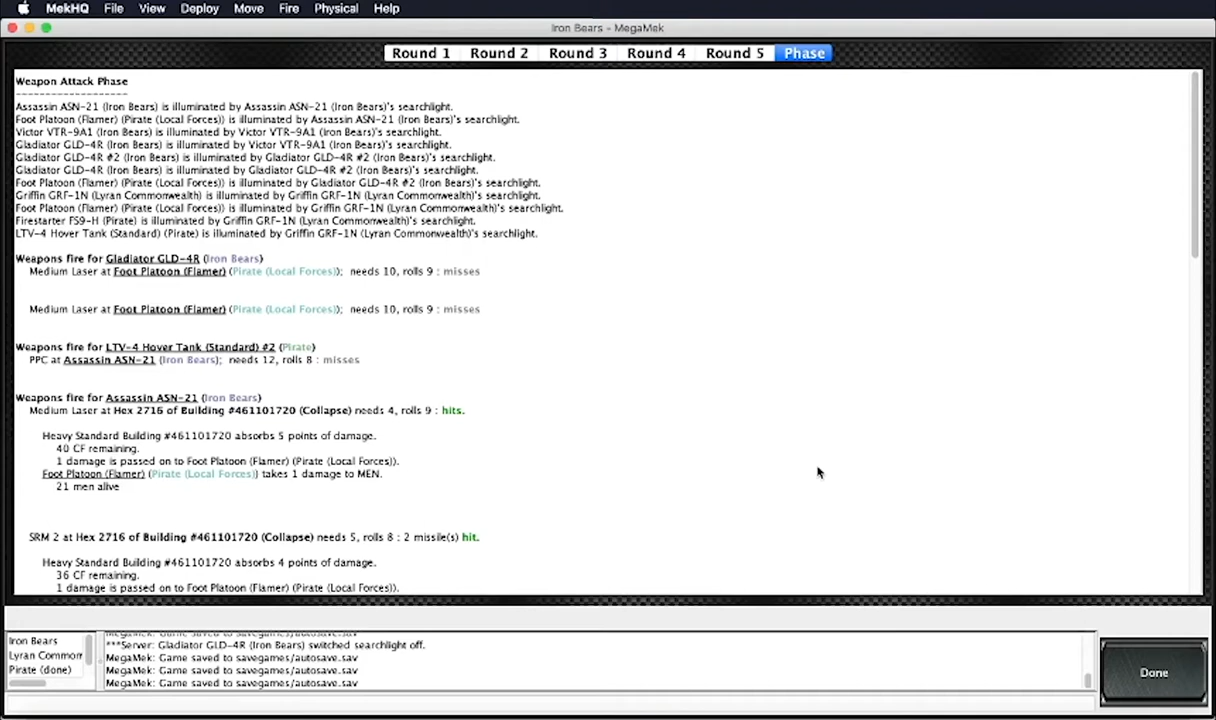 MekHQ File View Deploy Move Fire Physical Help
Iron Bears - MegaMek
Round 1 Round 2 Round 3 Round 4 Round 5 Phase
Weapon Attack Phase
--------------------
Assassin ASN-21 (Iron Bears) is illuminated by Assassin ASN-21 (Iron Bears)'s searchlight.
Foot Platoon (Flamer) (Pirate (Local Forces)) is illuminated by Assassin ASN-21 (Iron Bears)'s searchlight.
Victor VTR-9A1 (Iron Bears) is illuminated by Victor VTR-9A1 (Iron Bears)'s searchlight.
Gladiator GLD-4R (Iron Bears) is illuminated by Victor VTR-9A1 (Iron Bears)'s searchlight.
Gladiator GLD-4R #2 (Iron Bears) is illuminated by Gladiator GLD-4R #2 (Iron Bears)'s searchlight.
Gladiator GLD-4R (Iron Bears) is illuminated by Gladiator GLD-4R #2 (Iron Bears)'s searchlight.
Foot Platoon (Flamer) (Pirate (Local Forces)) is illuminated by Gladiator GLD-4R #2 (Iron Bears)'s searchlight.
Griffin GRF-1N (Lyran Commonwealth) is illuminated by Griffin GRF-1N (Lyran Commonwealth)'s searchlight.
Foot Platoon (Flamer) (Pirate (Local Forces)) is illuminated by Griffin GRF-1N (Lyran Commonwealth)'s searchlight.
Firestarter FS9-H (Pirate) is illuminated by Griffin GRF-1N (Lyran Commonwealth)'s searchlight.
LTV-4 Hover Tank (Standard) (Pirate) is illuminated by Griffin GRF-1N (Lyran Commonwealth)'s searchlight.
Weapons fire for Gladiator GLD-4R (Iron Bears)
Medium Laser at Foot Platoon (Flamer) (Pirate (Local Forces)); needs 10, rolls 9 : misses
Medium Laser at Foot Platoon (Flamer) (Pirate (Local Forces)); needs 10, rolls 9 : misses
Weapons fire for LTV-4 Hover Tank (Standard) #2 (Pirate)
PPC at Assassin ASN-21 (Iron Bears); needs 12, rolls 8 : misses
Weapons fire for Assassin ASN-21 (Iron Bears)
Medium Laser at Hex 2716 of Building #461101720 (Collapse) needs 4, rolls 9 : hits.
Heavy Standard Building #461101720 absorbs 5 points of damage.
40 CF remaining.
1 damage is passed on to Foot Platoon (Flamer) (Pirate (Local Forces)).
Foot Platoon (Flamer) (Pirate (Local Forces)) takes 1 damage to MEN.
21 men alive
SRM 2 at Hex 2716 of Building #461101720 (Collapse) needs 5, rolls 8 : 2 missile(s) hit.
Heavy Standard Building #461101720 absorbs 4 points of damage.
36 CF remaining.
1 damage is passed on to Foot Platoon (Flamer) (Pirate (Local Forces)).
Iron Bears
Lyran Common
Pirate (done)
MegaMek: Game saved to savegames/autosave.sav
***Server: Gladiator GLD-4R (Iron Bears) switched searchlight off.
MegaMek: Game saved to savegames/autosave.sav
MegaMek: Game saved to savegames/autosave.sav
MegaMek: Game saved to savegames/autosave.sav
Done